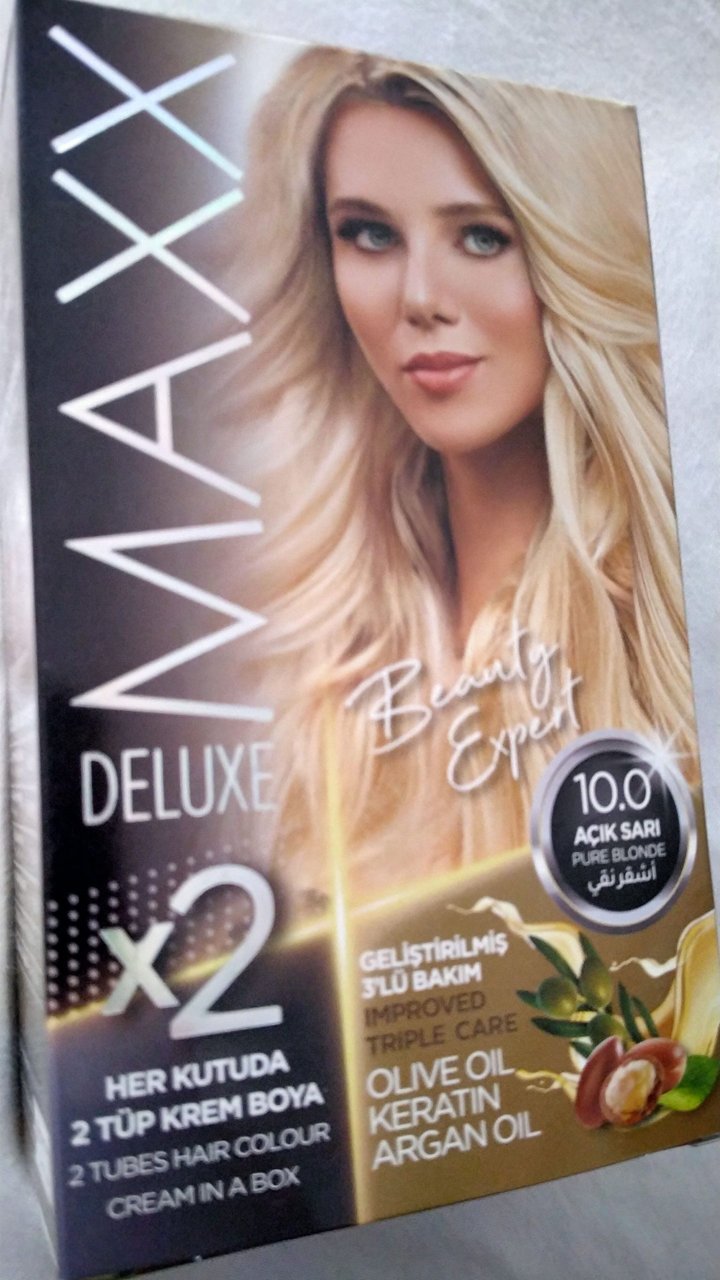 MAXX
DELUXE
Beauty
Expert
10.0
AÇIK SARI
PURE BLONDE
أشقر نقي
x2
HER KUTUDA
2 TÜP KREM BOYA
2 TUBES HAIR COLOUR
CREAM IN A BOX
GELİŞTİRİLMİŞ
3'LÜ BAKIM
IMPROVED
TRIPLE CARE
OLIVE OIL
KERATIN
ARGAN OIL